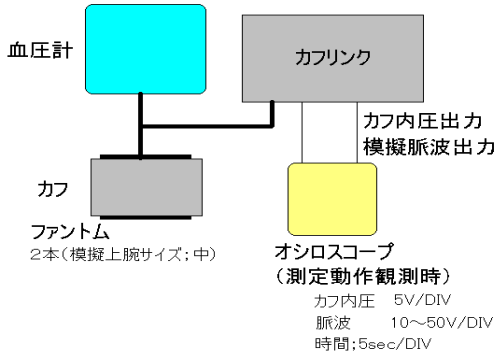 血圧計
カフリンク
カフ内圧出力
模擬脈波出力
カフ
ファントム
2本(模擬上腕サイズ;中)
オシロスコープ
(測定動作観測時)
カフ内圧 5V/DIV
脈波 10～50V/DIV
時間;5sec/DIV